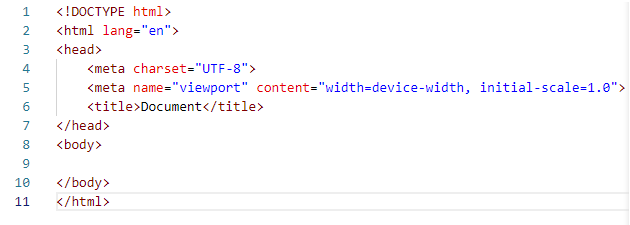 1 <!DOCTYPE html>
2 <html lang="en">
3 <head>
4     <meta charset="UTF-8">
5     <meta name="viewport" content="width=device-width, initial-scale=1.0">
6     <title>Document</title>
7 </head>
8 <body>
9
10 </body>
11 </html>